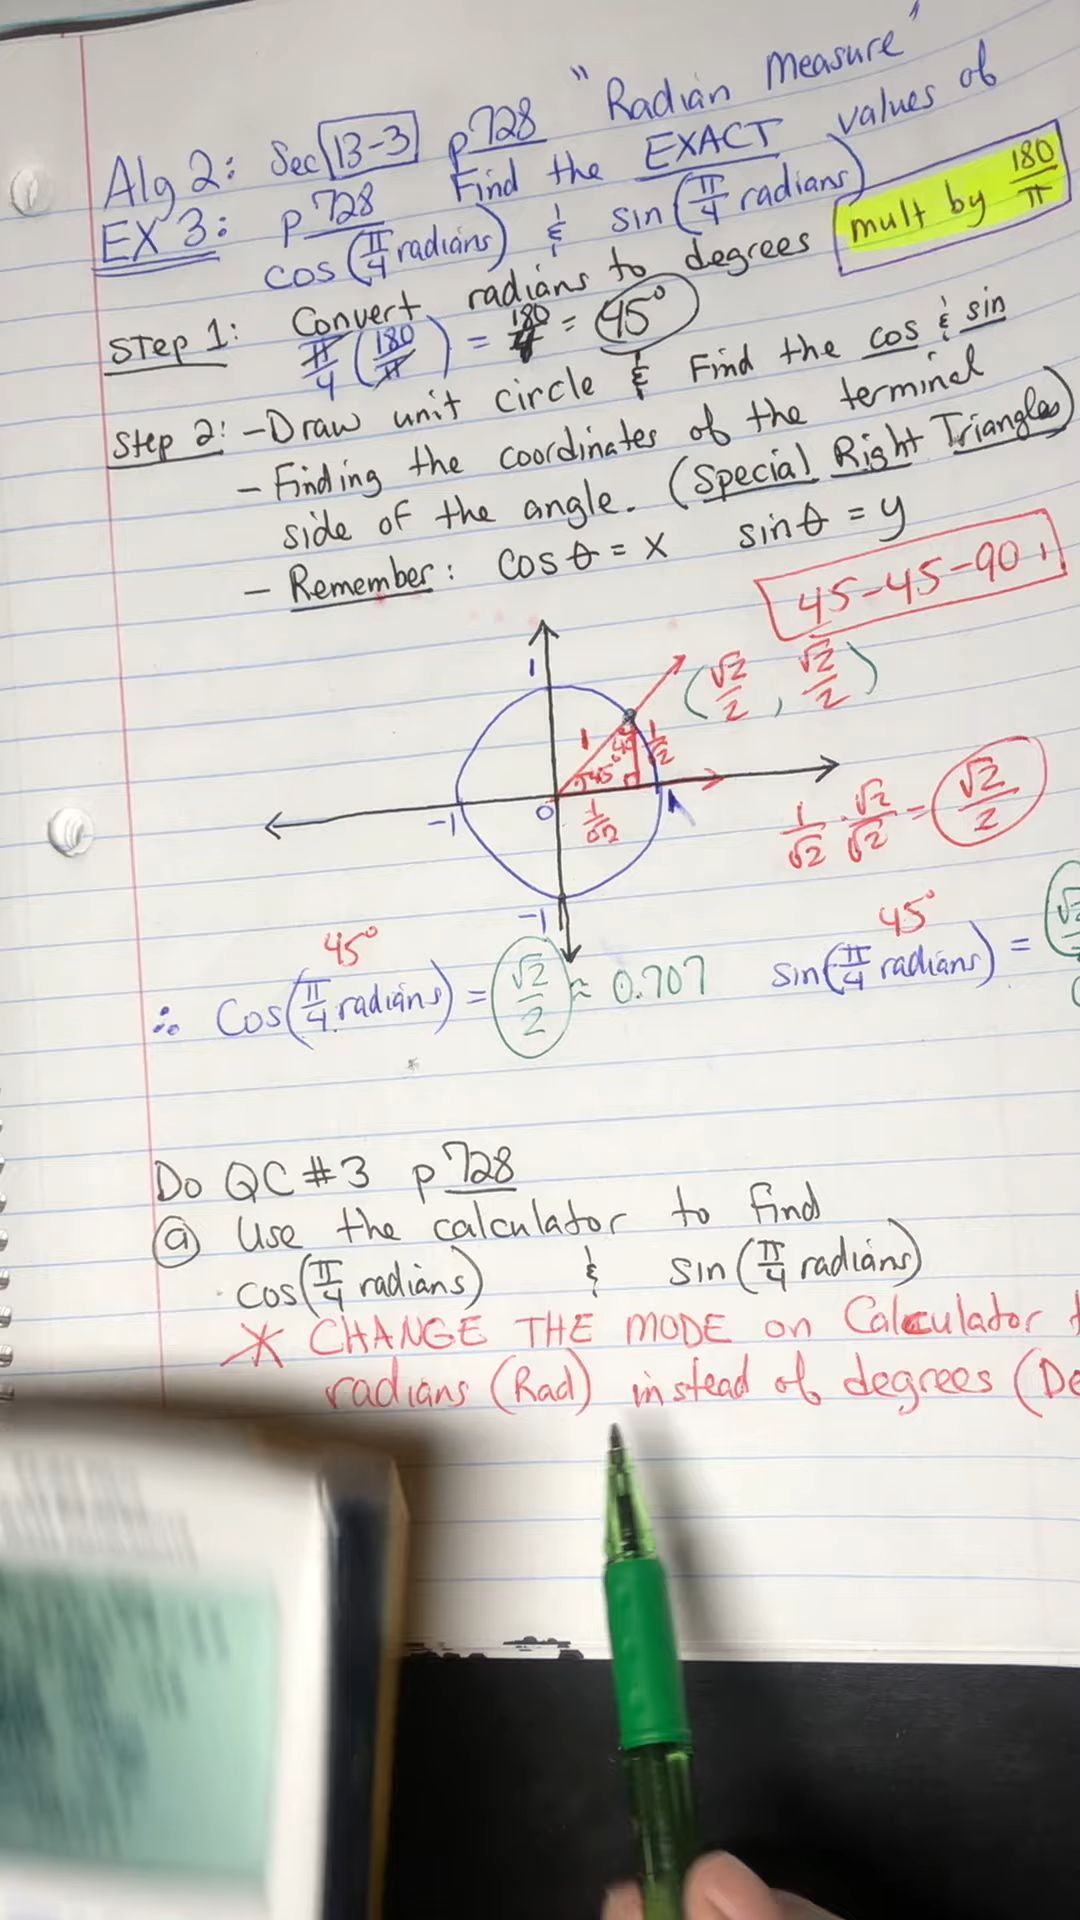 Alg 2: Sec 13-3 p 728 "Radian Measure"
EX 3: p 728 Find the EXACT values of
cos (π/4 radians) & sin (π/4 radians)
Step 1: Convert radians to degrees mult by 180/π
π/4 (180/π) = 180/4 = 45°
Step 2: - Draw unit circle & Find the cos & sin
- Finding the coordinates of the terminal
side of the angle. (Special Right Triangles)
- Remember: cos θ = x sin θ = y
45-45-90
1
(√2/2, √2/2)
1
45°
1/√2
-1
0
1/√2
1/√2 · √2/√2 = √2/2
-1
45° 45°
∴ Cos(π/4 radians) = √2/2 ≈ 0.707 sin(π/4 radians) =
Do QC #3 p 728
(a) Use the calculator to find
cos(π/4 radians) & sin (π/4 radians)
* CHANGE THE MODE on Calculator
radians (Rad) instead of degrees (De